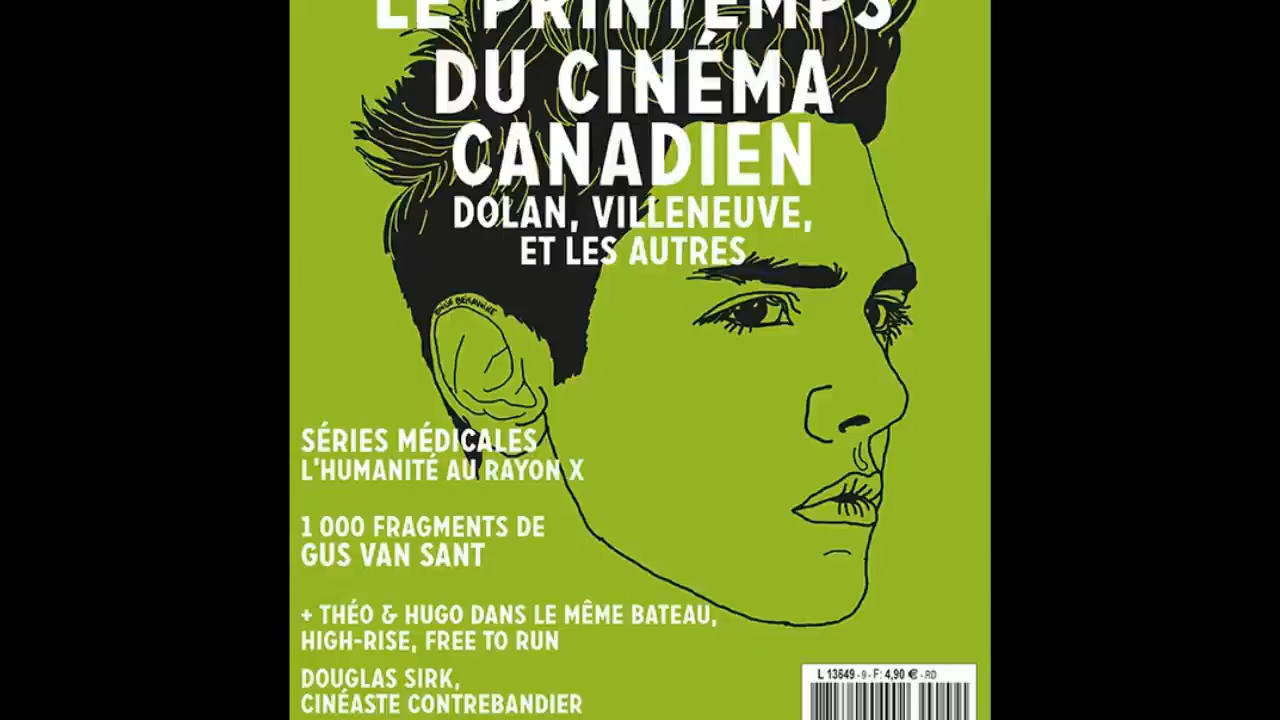 LE PRINTEMPS
DU CINÉMA
CANADIEN
DOLAN, VILLENEUVE,
ET LES AUTRES
SÉRIES MÉDICALES
L'HUMANITÉ AU RAYON X
1 000 FRAGMENTS DE
GUS VAN SANT
+ THÉO & HUGO DANS LE MÊME BATEAU,
HIGH-RISE, FREE TO RUN
DOUGLAS SIRK,
CINÉASTE CONTREBANDIER
L 13649 - 9 - F: 4,90 € - RD